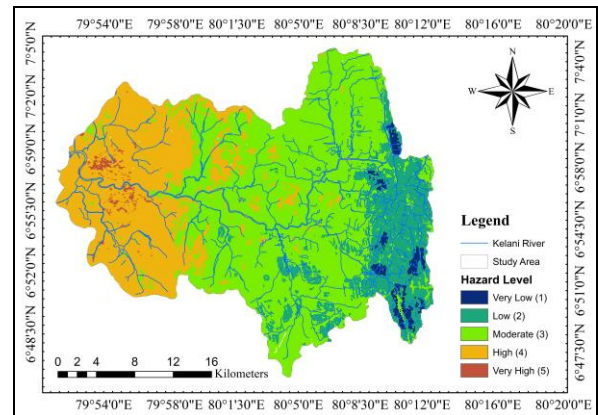 79°54'0"E 79°58'0"E 80°1'30"E 80°5'0"E 80°8'30"E 80°12'0"E 80°16'0"E 80°20'0"E
7°5'0"N
7°2'0"N
6°59'0"N
6°55'30"N
6°52'0"N
6°48'30"N
7°4'0"N
7°1'0"N
6°58'0"N
6°54'30"N
6°51'0"N
6°47'30"N
N
W E
S
Legend
Kelani River
Study Area
Hazard Level
Very Low (1)
Low (2)
Moderate (3)
High (4)
Very High (5)
0 2 4 8 12 16
Kilometers
79°54'0"E 79°58'0"E 80°1'30"E 80°5'0"E 80°8'30"E 80°12'0"E 80°16'0"E 80°20'0"E